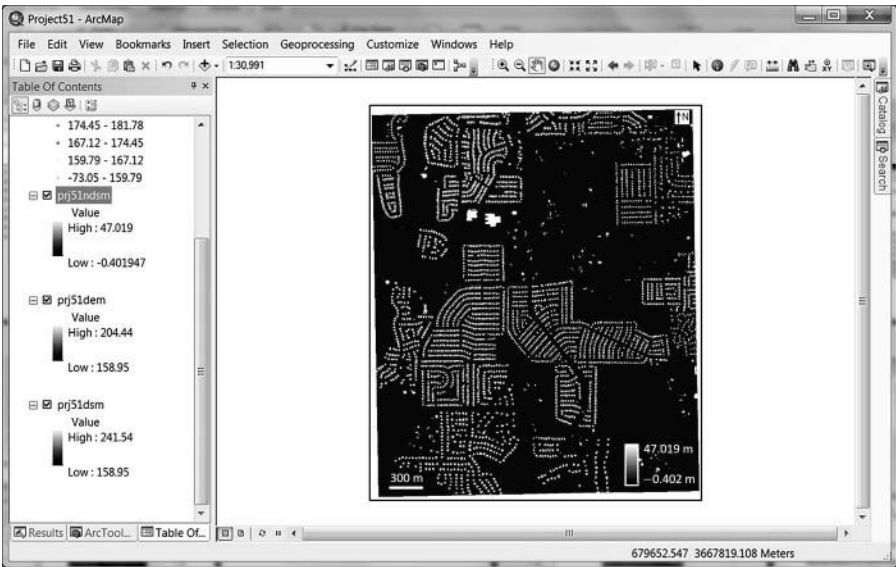 Project51 - ArcMap
File Edit View Bookmarks Insert Selection Geoprocessing Customize Windows Help
1:30,991
Table Of Contents
174.45 - 181.78
167.12 - 174.45
159.79 - 167.12
-73.05 - 159.79
prj51ndsm
Value
High : 47.019
Low : -0.401947
prj51dem
Value
High : 204.44
Low : 158.95
prj51dsm
Value
High : 241.54
Low : 158.95
Results ArcTool... Table Of...
N
47.019 m
−0.402 m
300 m
Catalog
Search
679652.547 3667819.108 Meters